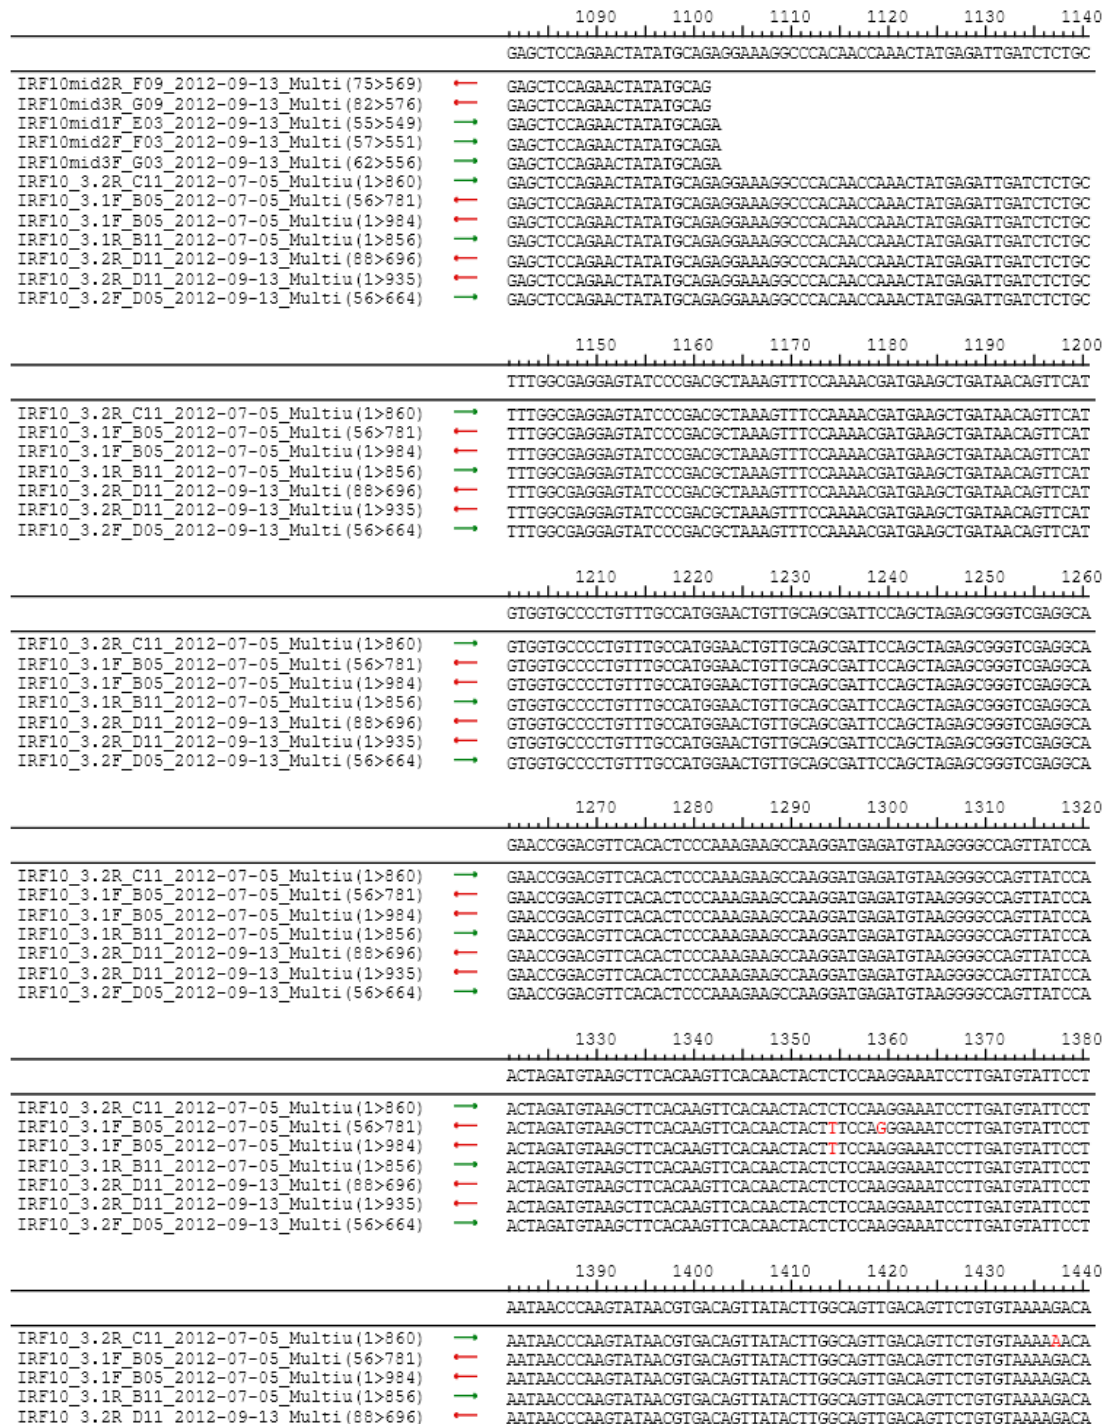 1090 1100 1110 1120 1130 1140
GAGCTCCAGAACTATATGCAGAGGAAAGGCCCACAACCAAACTATGAGATTGATCTCTGC
IRF10mid2R_F09_2012-09-13_Multi(75>569) ← GAGCTCCAGAACTATATGCAG
IRF10mid3R_G09_2012-09-13_Multi(82>576) ← GAGCTCCAGAACTATATGCAG
IRF10mid1F_E03_2012-09-13_Multi(55>549) → GAGCTCCAGAACTATATGCAGA
IRF10mid2F_F03_2012-09-13_Multi(57>551) → GAGCTCCAGAACTATATGCAGA
IRF10mid3F_G03_2012-09-13_Multi(62>556) → GAGCTCCAGAACTATATGCAGA
IRF10_3.2R_C11_2012-07-05_Multiu(1>860) → GAGCTCCAGAACTATATGCAGAGGAAAGGCCCACAACCAAACTATGAGATTGATCTCTGC
IRF10_3.1F_B05_2012-07-05_Multi(56>781) ← GAGCTCCAGAACTATATGCAGAGGAAAGGCCCACAACCAAACTATGAGATTGATCTCTGC
IRF10_3.1F_B05_2012-07-05_Multiu(1>984) ← GAGCTCCAGAACTATATGCAGAGGAAAGGCCCACAACCAAACTATGAGATTGATCTCTGC
IRF10_3.1R_B11_2012-07-05_Multiu(1>856) → GAGCTCCAGAACTATATGCAGAGGAAAGGCCCACAACCAAACTATGAGATTGATCTCTGC
IRF10_3.2R_D11_2012-09-13_Multi(88>696) ← GAGCTCCAGAACTATATGCAGAGGAAAGGCCCACAACCAAACTATGAGATTGATCTCTGC
IRF10_3.2R_D11_2012-09-13_Multiu(1>935) ← GAGCTCCAGAACTATATGCAGAGGAAAGGCCCACAACCAAACTATGAGATTGATCTCTGC
IRF10_3.2F_D05_2012-09-13_Multi(56>664) → GAGCTCCAGAACTATATGCAGAGGAAAGGCCCACAACCAAACTATGAGATTGATCTCTGC
1150 1160 1170 1180 1190 1200
TTTGGCGAGGAGTATCCCGACGCTAAAGTTTCCAAAACGATGAAGCTGATAACAGTTCAT
IRF10_3.2R_C11_2012-07-05_Multiu(1>860) → TTTGGCGAGGAGTATCCCGACGCTAAAGTTTCCAAAACGATGAAGCTGATAACAGTTCAT
IRF10_3.1F_B05_2012-07-05_Multi(56>781) ← TTTGGCGAGGAGTATCCCGACGCTAAAGTTTCCAAAACGATGAAGCTGATAACAGTTCAT
IRF10_3.1F_B05_2012-07-05_Multiu(1>984) ← TTTGGCGAGGAGTATCCCGACGCTAAAGTTTCCAAAACGATGAAGCTGATAACAGTTCAT
IRF10_3.1R_B11_2012-07-05_Multiu(1>856) → TTTGGCGAGGAGTATCCCGACGCTAAAGTTTCCAAAACGATGAAGCTGATAACAGTTCAT
IRF10_3.2R_D11_2012-09-13_Multi(88>696) ← TTTGGCGAGGAGTATCCCGACGCTAAAGTTTCCAAAACGATGAAGCTGATAACAGTTCAT
IRF10_3.2R_D11_2012-09-13_Multiu(1>935) ← TTTGGCGAGGAGTATCCCGACGCTAAAGTTTCCAAAACGATGAAGCTGATAACAGTTCAT
IRF10_3.2F_D05_2012-09-13_Multi(56>664) → TTTGGCGAGGAGTATCCCGACGCTAAAGTTTCCAAAACGATGAAGCTGATAACAGTTCAT
1210 1220 1230 1240 1250 1260
GTGGTGCCCCTGTTTGCCATGGAACTGTTGCAGCGATTCCAGCTAGAGCGGGTCGAGGCA
IRF10_3.2R_C11_2012-07-05_Multiu(1>860) → GTGGTGCCCCTGTTTGCCATGGAACTGTTGCAGCGATTCCAGCTAGAGCGGGTCGAGGCA
IRF10_3.1F_B05_2012-07-05_Multi(56>781) ← GTGGTGCCCCTGTTTGCCATGGAACTGTTGCAGCGATTCCAGCTAGAGCGGGTCGAGGCA
IRF10_3.1F_B05_2012-07-05_Multiu(1>984) ← GTGGTGCCCCTGTTTGCCATGGAACTGTTGCAGCGATTCCAGCTAGAGCGGGTCGAGGCA
IRF10_3.1R_B11_2012-07-05_Multiu(1>856) → GTGGTGCCCCTGTTTGCCATGGAACTGTTGCAGCGATTCCAGCTAGAGCGGGTCGAGGCA
IRF10_3.2R_D11_2012-09-13_Multi(88>696) ← GTGGTGCCCCTGTTTGCCATGGAACTGTTGCAGCGATTCCAGCTAGAGCGGGTCGAGGCA
IRF10_3.2R_D11_2012-09-13_Multiu(1>935) ← GTGGTGCCCCTGTTTGCCATGGAACTGTTGCAGCGATTCCAGCTAGAGCGGGTCGAGGCA
IRF10_3.2F_D05_2012-09-13_Multi(56>664) → GTGGTGCCCCTGTTTGCCATGGAACTGTTGCAGCGATTCCAGCTAGAGCGGGTCGAGGCA
1270 1280 1290 1300 1310 1320
GAACCGGACGTTCACACTCCCAAAGAAGCCAAGGATGAGATGTAAGGGGCCAGTTATCCA
IRF10_3.2R_C11_2012-07-05_Multiu(1>860) → GAACCGGACGTTCACACTCCCAAAGAAGCCAAGGATGAGATGTAAGGGGCCAGTTATCCA
IRF10_3.1F_B05_2012-07-05_Multi(56>781) ← GAACCGGACGTTCACACTCCCAAAGAAGCCAAGGATGAGATGTAAGGGGCCAGTTATCCA
IRF10_3.1F_B05_2012-07-05_Multiu(1>984) ← GAACCGGACGTTCACACTCCCAAAGAAGCCAAGGATGAGATGTAAGGGGCCAGTTATCCA
IRF10_3.1R_B11_2012-07-05_Multiu(1>856) → GAACCGGACGTTCACACTCCCAAAGAAGCCAAGGATGAGATGTAAGGGGCCAGTTATCCA
IRF10_3.2R_D11_2012-09-13_Multi(88>696) ← GAACCGGACGTTCACACTCCCAAAGAAGCCAAGGATGAGATGTAAGGGGCCAGTTATCCA
IRF10_3.2R_D11_2012-09-13_Multiu(1>935) ← GAACCGGACGTTCACACTCCCAAAGAAGCCAAGGATGAGATGTAAGGGGCCAGTTATCCA
IRF10_3.2F_D05_2012-09-13_Multi(56>664) → GAACCGGACGTTCACACTCCCAAAGAAGCCAAGGATGAGATGTAAGGGGCCAGTTATCCA
1330 1340 1350 1360 1370 1380
ACTAGATGTAAGCTTCACAAGTTCACAACTACTCTCCAAGGAAATCCTTGATGTATTCCT
IRF10_3.2R_C11_2012-07-05_Multiu(1>860) → ACTAGATGTAAGCTTCACAAGTTCACAACTACTCTCCAAGGAAATCCTTGATGTATTCCT
IRF10_3.1F_B05_2012-07-05_Multi(56>781) ← ACTAGATGTAAGCTTCACAAGTTCACAACTACTTTCCAGGGAAATCCTTGATGTATTCCT
IRF10_3.1F_B05_2012-07-05_Multiu(1>984) ← ACTAGATGTAAGCTTCACAAGTTCACAACTACTTTCCAAGGAAATCCTTGATGTATTCCT
IRF10_3.1R_B11_2012-07-05_Multiu(1>856) → ACTAGATGTAAGCTTCACAAGTTCACAACTACTCTCCAAGGAAATCCTTGATGTATTCCT
IRF10_3.2R_D11_2012-09-13_Multi(88>696) ← ACTAGATGTAAGCTTCACAAGTTCACAACTACTCTCCAAGGAAATCCTTGATGTATTCCT
IRF10_3.2R_D11_2012-09-13_Multiu(1>935) ← ACTAGATGTAAGCTTCACAAGTTCACAACTACTCTCCAAGGAAATCCTTGATGTATTCCT
IRF10_3.2F_D05_2012-09-13_Multi(56>664) → ACTAGATGTAAGCTTCACAAGTTCACAACTACTCTCCAAGGAAATCCTTGATGTATTCCT
1390 1400 1410 1420 1430 1440
AATAACCCAAGTATAACGTGACAGTTATACTTGGCAGTTGACAGTTCTGTGTAAAAGACA
IRF10_3.2R_C11_2012-07-05_Multiu(1>860) → AATAACCCAAGTATAACGTGACAGTTATACTTGGCAGTTGACAGTTCTGTGTAAAAAACA
IRF10_3.1F_B05_2012-07-05_Multi(56>781) ← AATAACCCAAGTATAACGTGACAGTTATACTTGGCAGTTGACAGTTCTGTGTAAAAGACA
IRF10_3.1F_B05_2012-07-05_Multiu(1>984) ← AATAACCCAAGTATAACGTGACAGTTATACTTGGCAGTTGACAGTTCTGTGTAAAAGACA
IRF10_3.1R_B11_2012-07-05_Multiu(1>856) → AATAACCCAAGTATAACGTGACAGTTATACTTGGCAGTTGACAGTTCTGTGTAAAAGACA
IRF10_3.2R_D11_2012-09-13_Multi(88>696) ← AATAACCCAAGTATAACGTGACAGTTATACTTGGCAGTTGACAGTTCTGTGTAAAAGACA